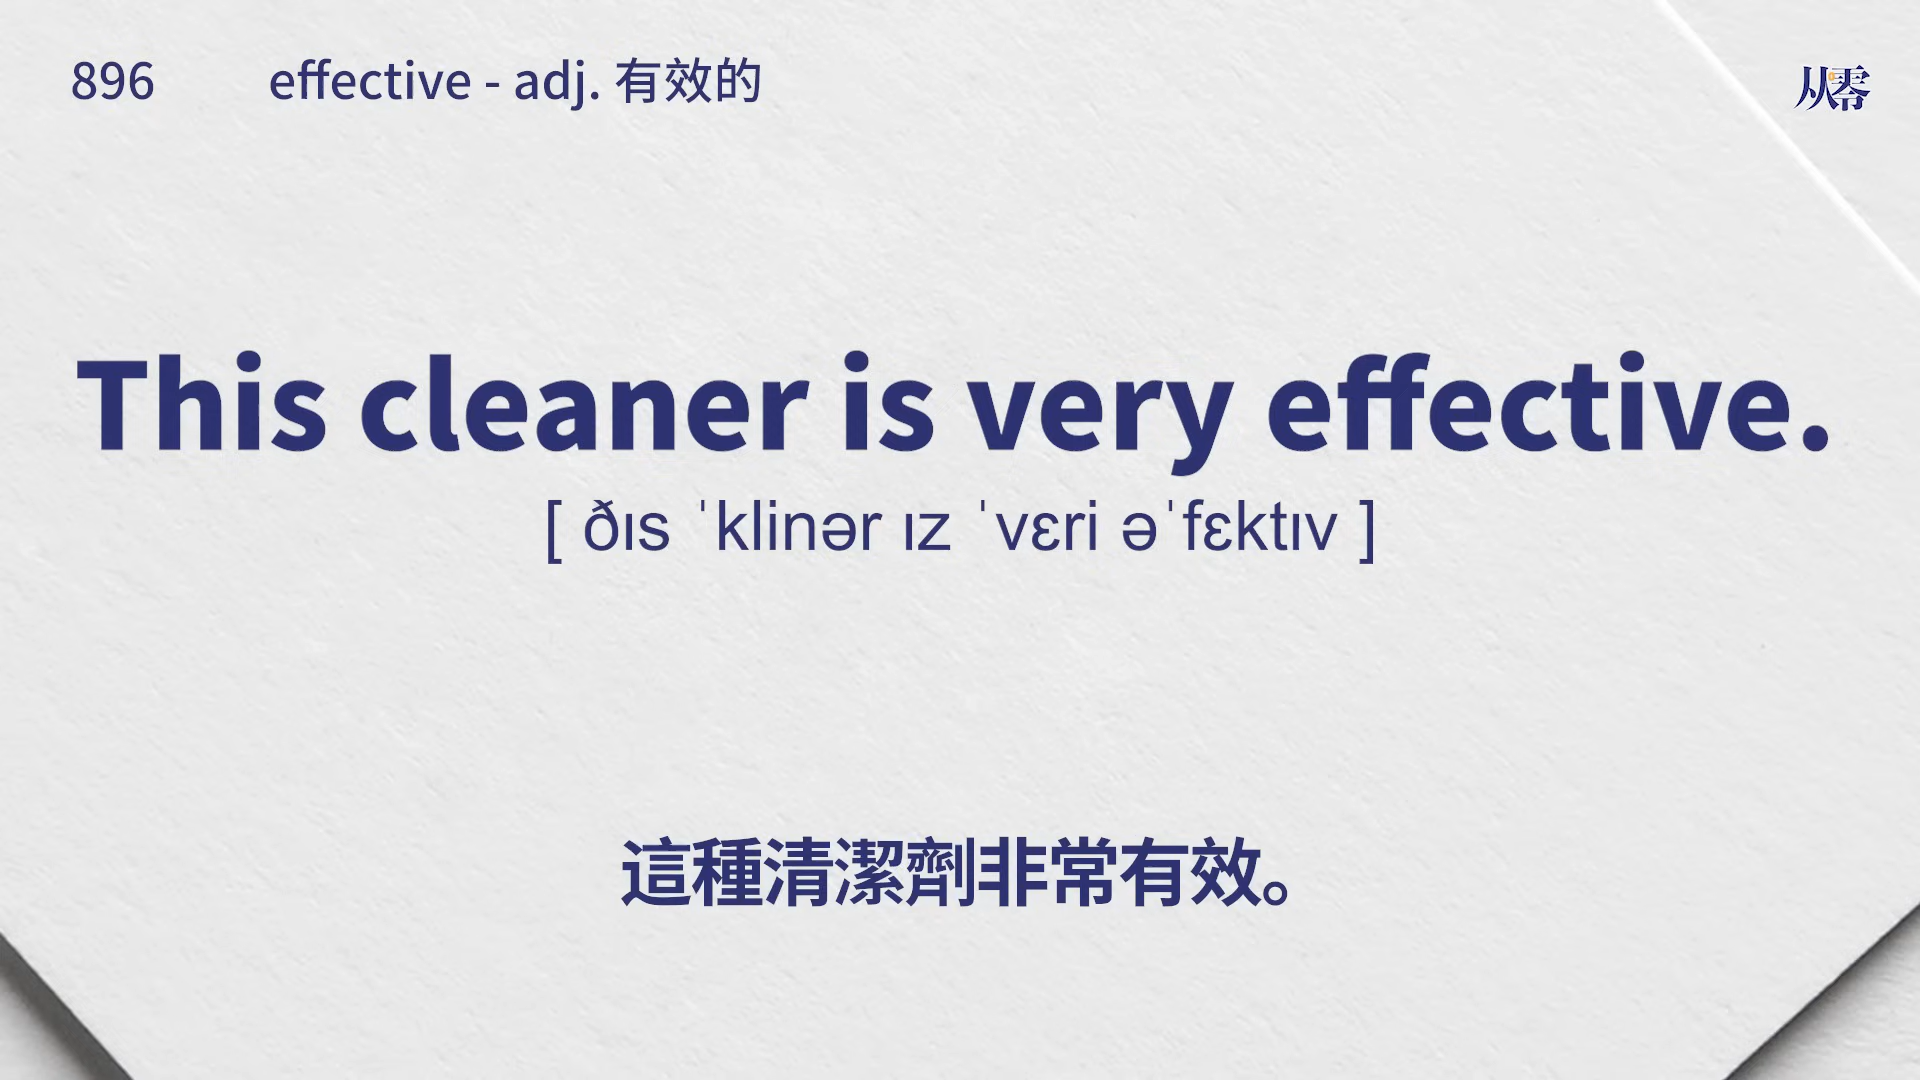 896 effective - adj. 有效的
从零
This cleaner is very effective.
[ ðɪs ˈklinər ɪz ˈvɛri əˈfɛktɪv ]
這種清潔劑非常有效。